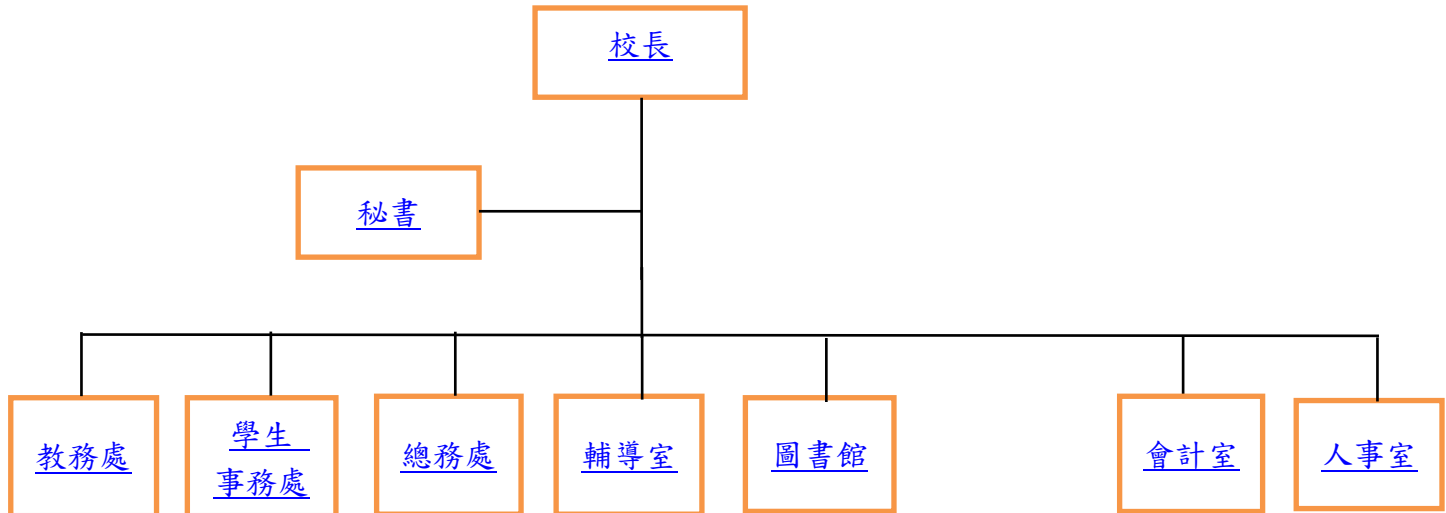 校長
秘書
教務處
學生
事務處
總務處
輔導室
圖書館
會計室
人事室